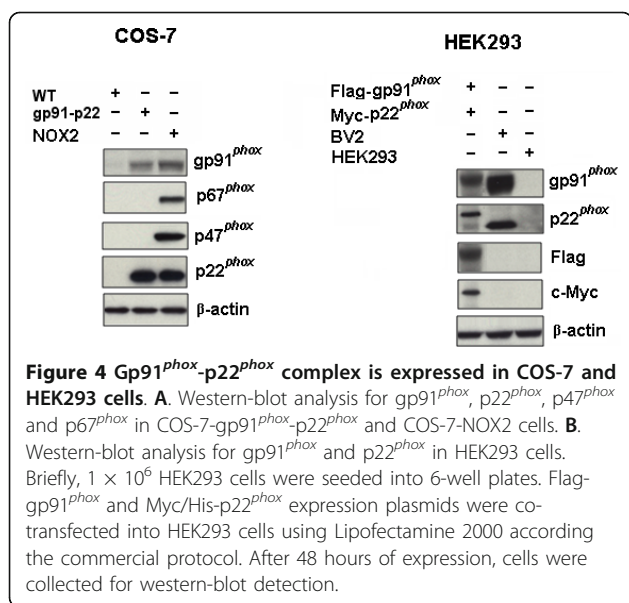 COS-7
WT + – –
gp91-p22 – + –
NOX2 – – +
gp91phox
p67phox
p47phox
p22phox
β-actin
HEK293
Flag-gp91phox + – –
Myc-p22phox + – –
BV2 – + –
HEK293 – – +
gp91phox
p22phox
Flag
c-Myc
β-actin
Figure 4 Gp91phox-p22phox complex is expressed in COS-7 and
HEK293 cells. A. Western-blot analysis for gp91phox, p22phox, p47phox
and p67phox in COS-7-gp91phox-p22phox and COS-7-NOX2 cells. B.
Western-blot analysis for gp91phox and p22phox in HEK293 cells.
Briefly, 1 × 10⁶ HEK293 cells were seeded into 6-well plates. Flag-
gp91phox and Myc/His-p22phox expression plasmids were co-
transfected into HEK293 cells using Lipofectamine 2000 according
the commercial protocol. After 48 hours of expression, cells were
collected for western-blot detection.